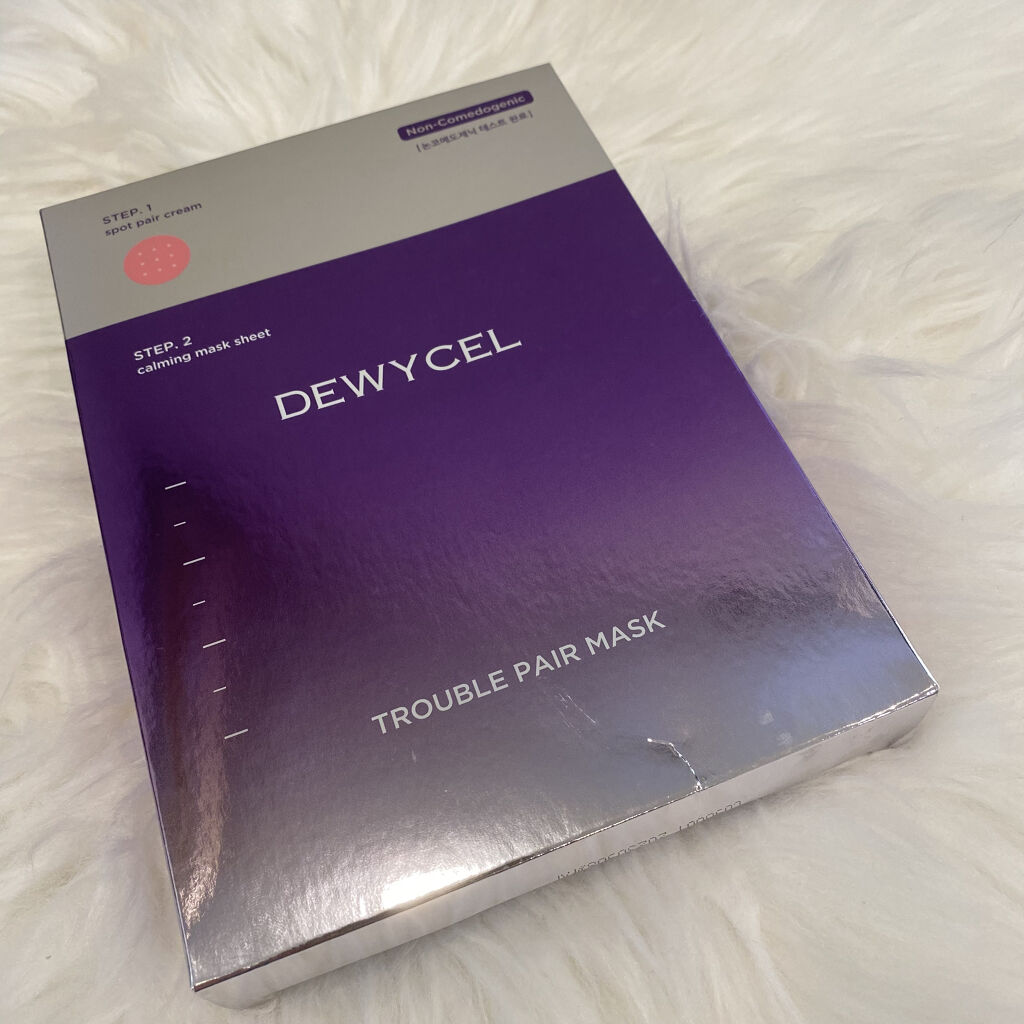 Non-Comedogenic
[논코메도제닉 테스트 완료]
STEP. 1
spot pair cream
STEP. 2
calming mask sheet
DEWYCEL
TROUBLE PAIR MASK